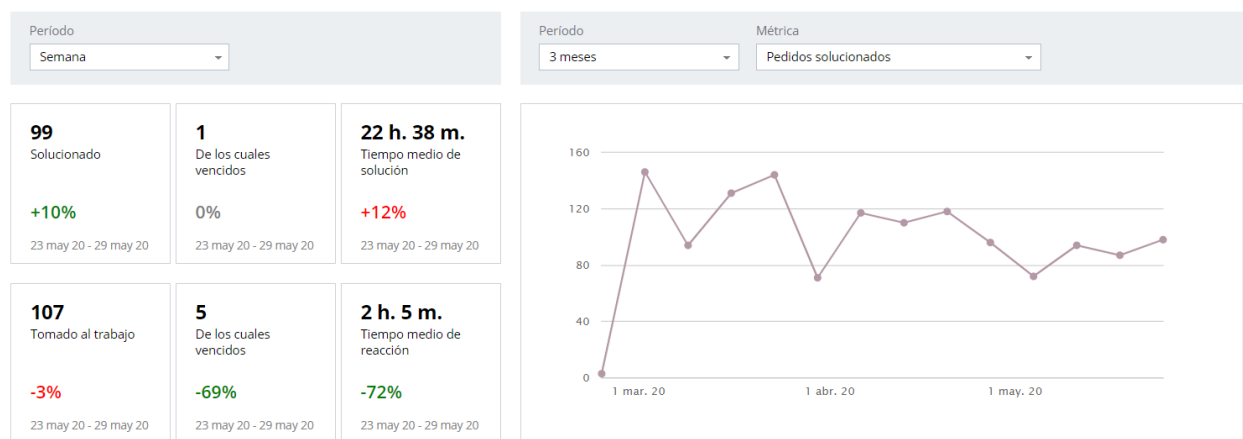 Período
Semana
Período
Métrica
3 meses
Pedidos solucionados
99
Solucionado
+10%
23 may 20 - 29 may 20
1
De los cuales
vencidos
0%
23 may 20 - 29 may 20
22 h. 38 m.
Tiempo medio de
solución
+12%
23 may 20 - 29 may 20
107
Tomado al trabajo
-3%
23 may 20 - 29 may 20
5
De los cuales
vencidos
-69%
23 may 20 - 29 may 20
2 h. 5 m.
Tiempo medio de
reacción
-72%
23 may 20 - 29 may 20
160
120
80
40
0
1 mar. 20
1 abr. 20
1 may. 20